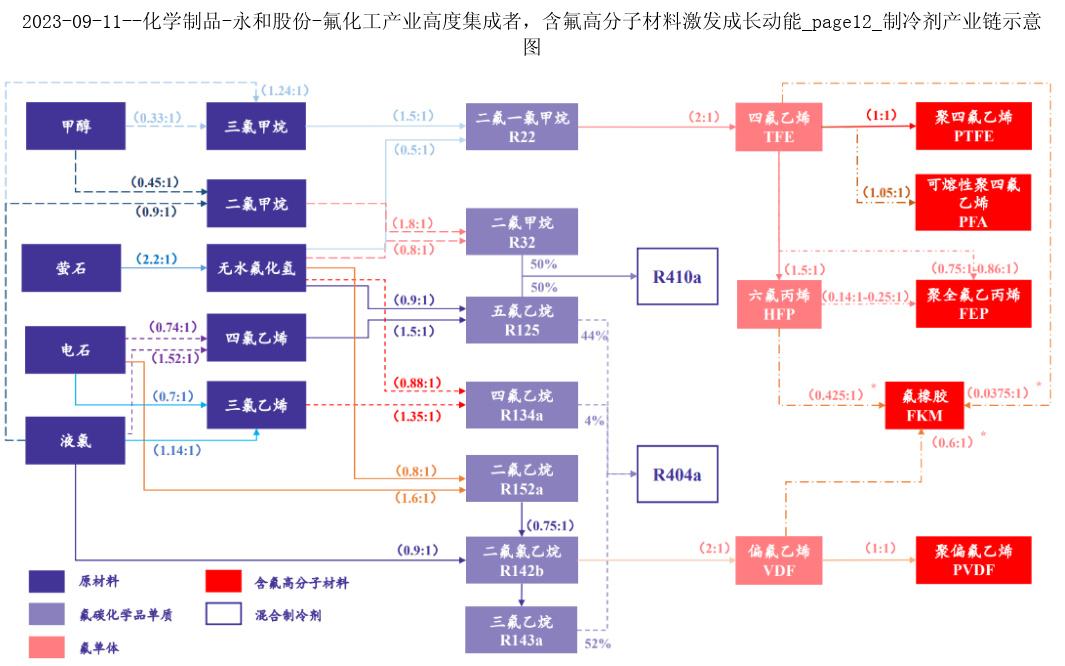 2023-09-11--化学制品-永和股份-氟化工产业高度集成者，含氟高分子材料激发成长动能_page12_制冷剂产业链示意
图
(1.24:1)
甲醇
(0.33:1)
三氯甲烷
(1.5:1)
(0.5:1)
二氟一氯甲烷
R22
(2:1)
四氟乙烯
TFE
(1:1)
聚四氟乙烯
PTFE
(0.45:1)
(0.9:1)
二氯甲烷
(1.8:1)
(0.8:1)
二氟甲烷
R32
(1.05:1)
可熔性聚四氟
乙烯
PFA
萤石
(2.2:1)
无水氟化氢
50%
50%
R410a
(0.9:1)
(1.5:1)
五氟乙烷
R125
44%
(1.5:1)
六氟丙烯
HFP
(0.75:1-0.86:1)
(0.14:1-0.25:1)
聚全氟乙丙烯
FEP
电石
(0.74:1)
(1.52:1)
四氯乙烯
(0.7:1)
三氯乙烯
(0.88:1)
(1.35:1)
四氟乙烷
R134a
4%
(0.425:1) *
氟橡胶
FKM
(0.0375:1) *
(0.6:1) *
液氯
(1.14:1)
(0.8:1)
(1.6:1)
二氟乙烷
R152a
R404a
(0.75:1)
(0.9:1)
二氟氯乙烷
R142b
(2:1)
偏氟乙烯
VDF
(1:1)
聚偏氟乙烯
PVDF
三氟乙烷
R143a
52%
原材料
含氟高分子材料
氟碳化学品单质
混合制冷剂
氟单体